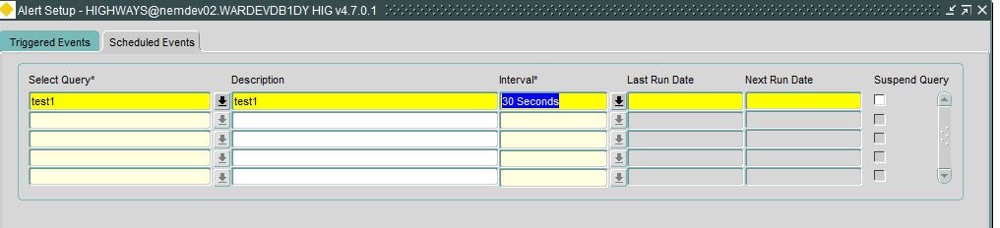 Alert Setup - HIGHWAYS@nemdev02.WARDEVDB1DY HIG v4.7.0.1
Triggered Events Scheduled Events
Select Query* Description Interval* Last Run Date Next Run Date Suspend Query
test1 test1 30 Seconds